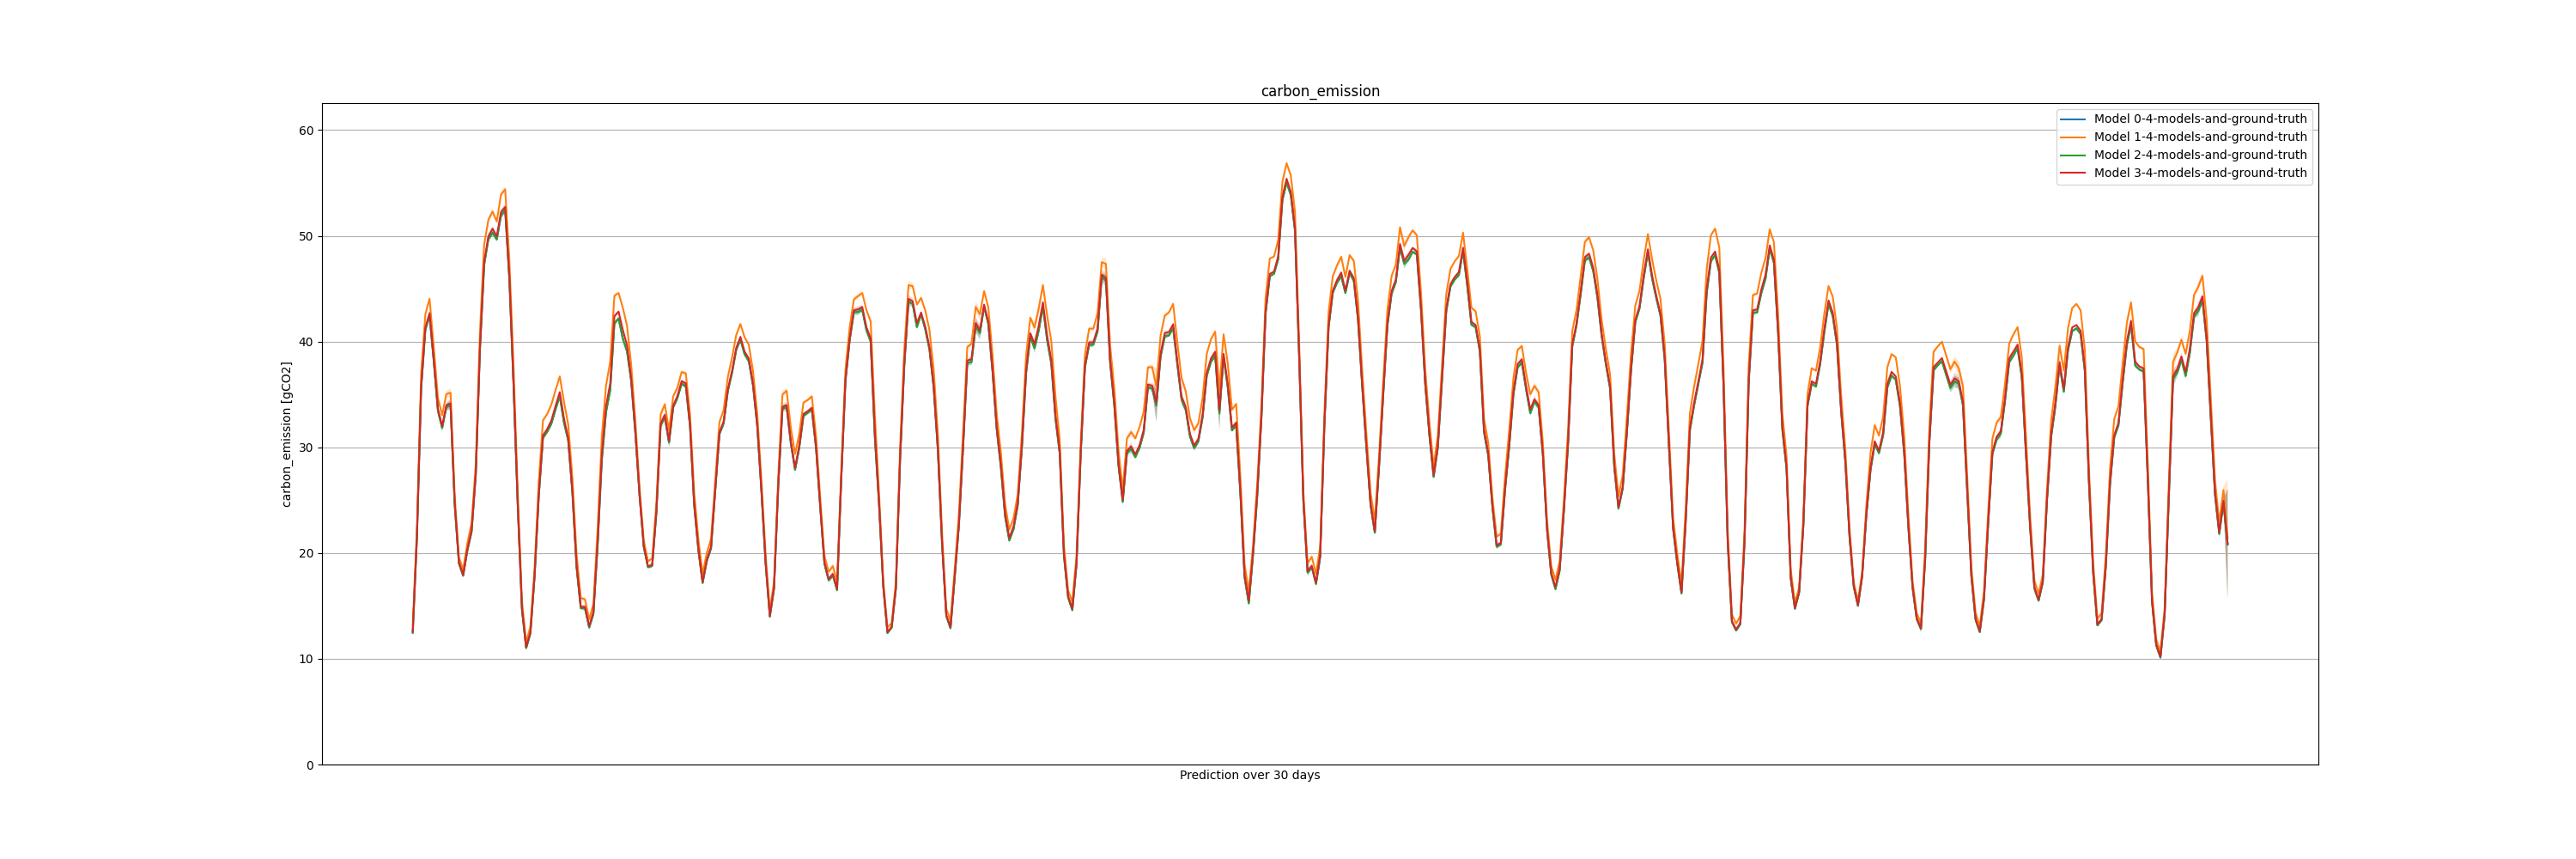 carbon_emission
Model 0-4-models-and-ground-truth
Model 1-4-models-and-ground-truth
Model 2-4-models-and-ground-truth
Model 3-4-models-and-ground-truth
60
50
40
30
20
10
0
carbon_emission [gCO2]
Prediction over 30 days